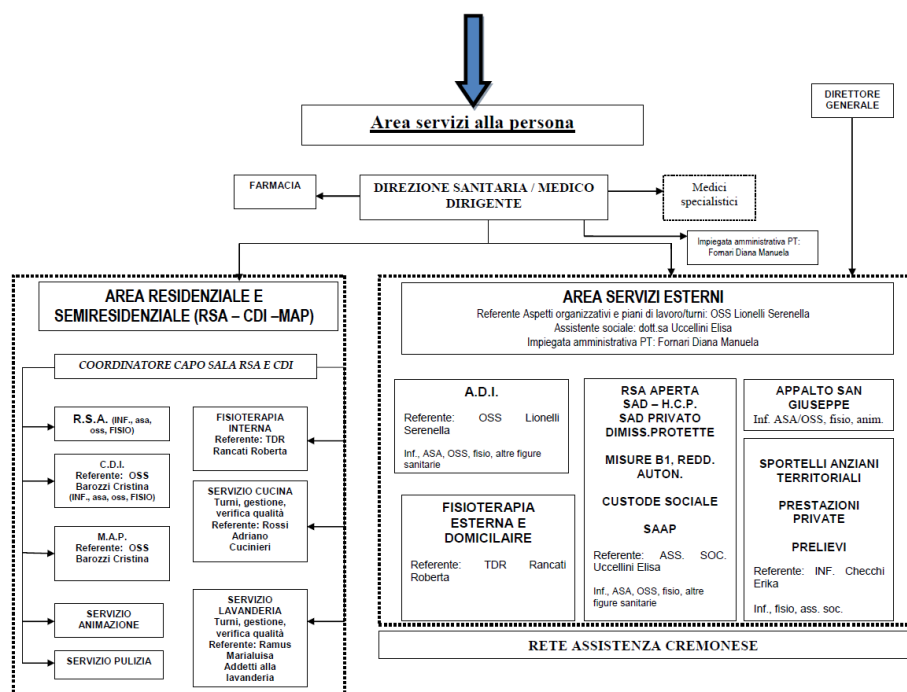 Area servizi alla persona
DIRETTORE
GENERALE
FARMACIA
DIREZIONE SANITARIA / MEDICO
DIRIGENTE
Medici
specialistici
Impiegata amministrativa PT:
Fornari Diana Manuela
AREA RESIDENZIALE E
SEMIRESIDENZIALE (RSA – CDI –MAP)
COORDINATORE CAPO SALA RSA E CDI
R.S.A. (INF., asa,
oss, FISIO)
C.D.I.
Referente: OSS
Barozzi Cristina
(INF., asa, oss, FISIO)
M.A.P.
Referente: OSS
Barozzi Cristina
SERVIZIO
ANIMAZIONE
SERVIZIO PULIZIA
FISIOTERAPIA
INTERNA
Referente: TDR
Rancati Roberta
SERVIZIO CUCINA
Turni, gestione,
verifica qualità
Referente: Rossi
Adriano
Cucinieri
SERVIZIO
LAVANDERIA
Turni, gestione,
verifica qualità
Referente: Ramus
Marialuisa
Addetti alla
lavanderia
AREA SERVIZI ESTERNI
Referente Aspetti organizzativi e piani di lavoro/turni: OSS Lionelli Serenella
Assistente sociale: dott.sa Uccellini Elisa
Impiegata amministrativa PT: Fornari Diana Manuela
A.D.I.
Referente: OSS Lionelli
Serenella
Inf., ASA, OSS, fisio, altre figure
sanitarie
FISIOTERAPIA
ESTERNA E
DOMICILAIRE
Referente: TDR Rancati
Roberta
RSA APERTA
SAD – H.C.P.
SAD PRIVATO
DIMISS.PROTETTE
MISURE B1, REDD.
AUTON.
CUSTODE SOCIALE
SAAP
Referente: ASS. SOC.
Uccellini Elisa
Inf., ASA, OSS, fisio, altre
figure sanitarie
APPALTO SAN
GIUSEPPE
Inf. ASA/OSS, fisio, anim.
SPORTELLI ANZIANI
TERRITORIALI
PRESTAZIONI
PRIVATE
PRELIEVI
Referente: INF. Checchi
Erika
Inf., fisio, ass. soc.
RETE ASSISTENZA CREMONESE